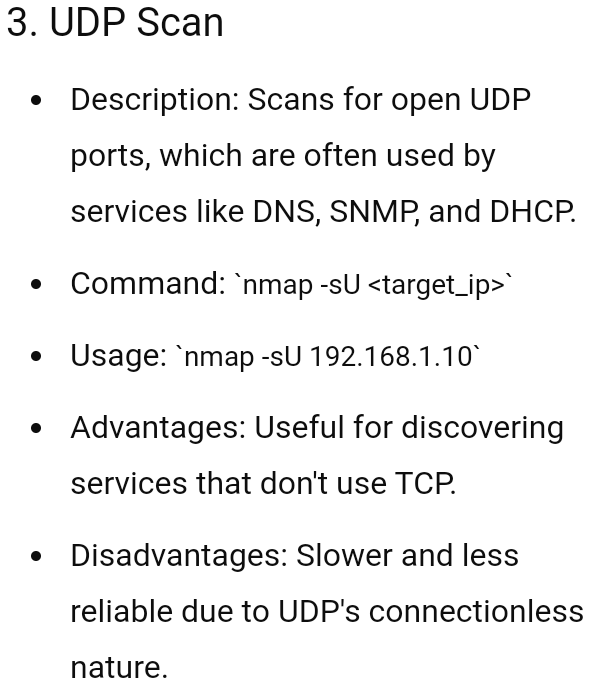 3. UDP Scan
• Description: Scans for open UDP
ports, which are often used by
services like DNS, SNMP, and DHCP.
• Command: `nmap -sU <target_ip>`
• Usage: `nmap -sU 192.168.1.10`
• Advantages: Useful for discovering
services that don't use TCP.
• Disadvantages: Slower and less
reliable due to UDP's connectionless
nature.